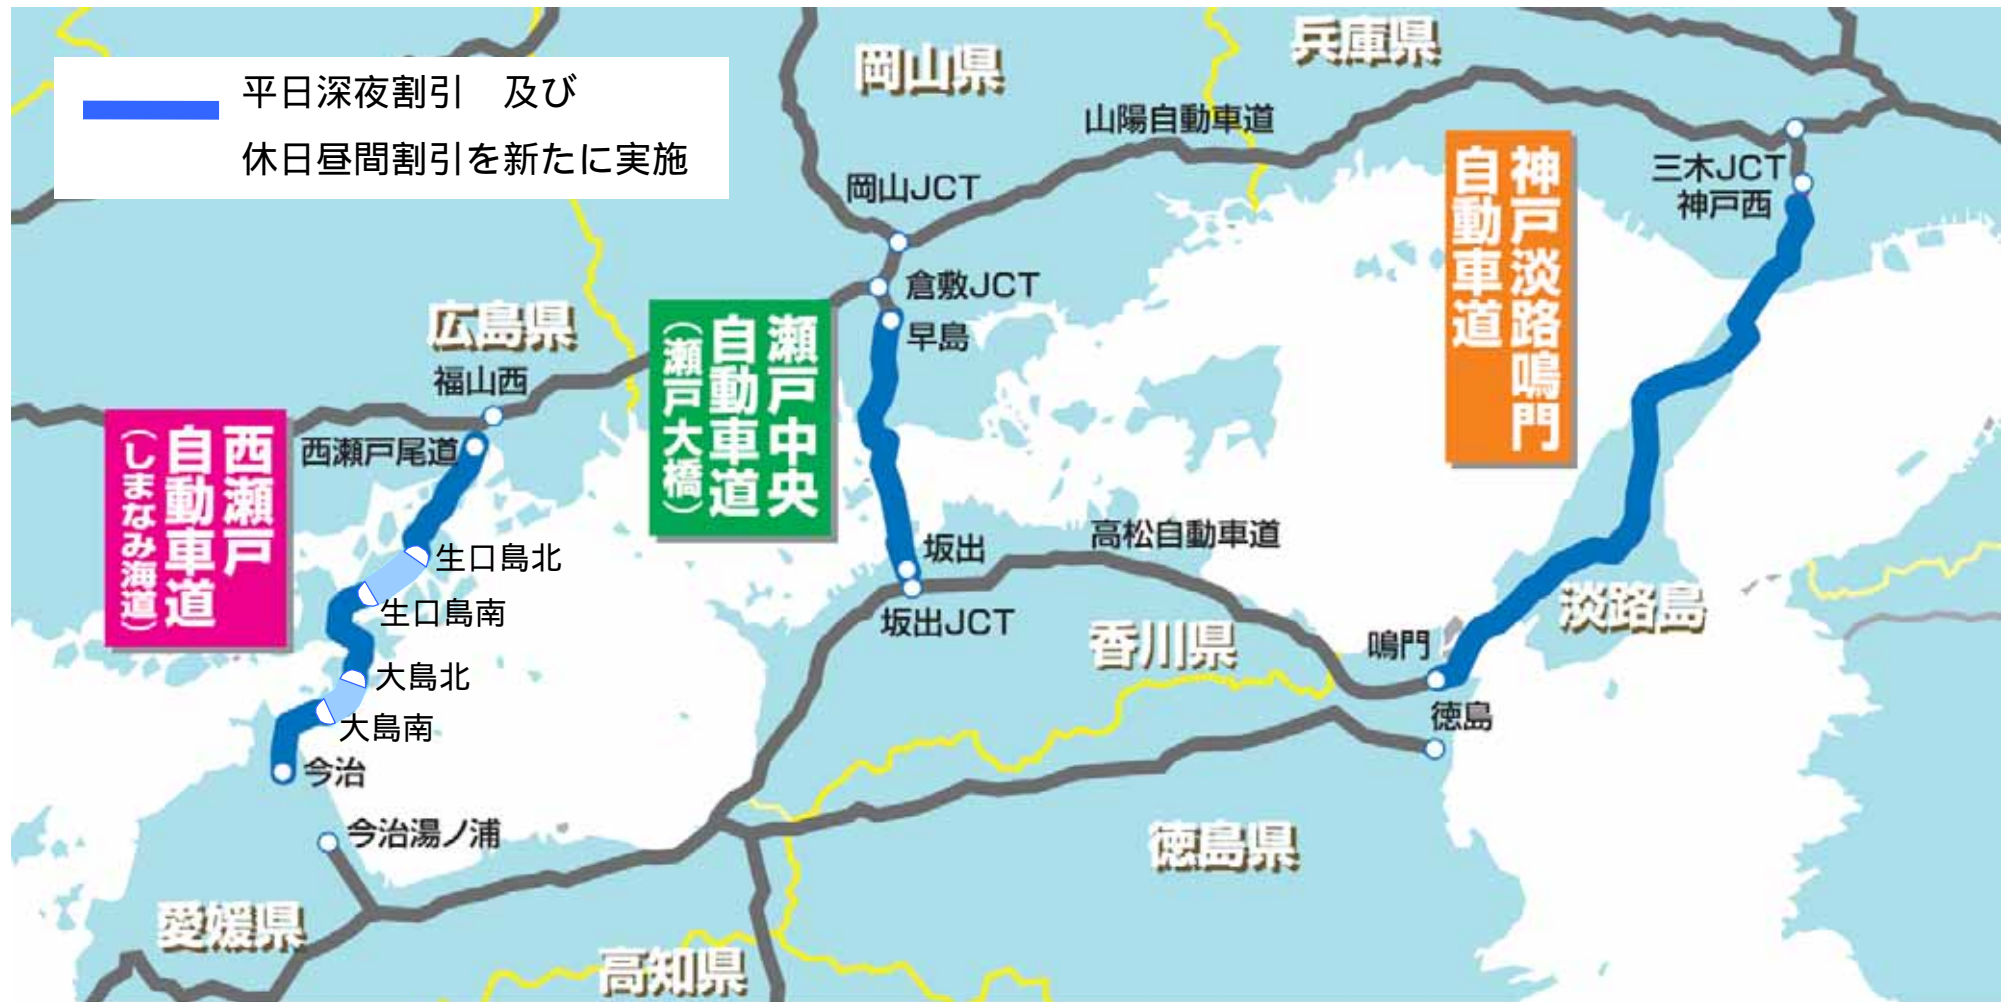 平日深夜割引　及び
休日昼間割引を新たに実施
岡山県
兵庫県
山陽自動車道
岡山JCT
三木JCT
神戸西
神戸淡路鳴門
自動車道
倉敷JCT
早島
広島県
福山西
瀬戸中央
自動車道
(瀬戸大橋)
西瀬戸
自動車道
(しまなみ海道)
西瀬戸尾道
生口島北
生口島南
大島北
大島南
今治
今治湯ノ浦
坂出
坂出JCT
高松自動車道
香川県
鳴門
淡路島
徳島
徳島県
愛媛県
高知県